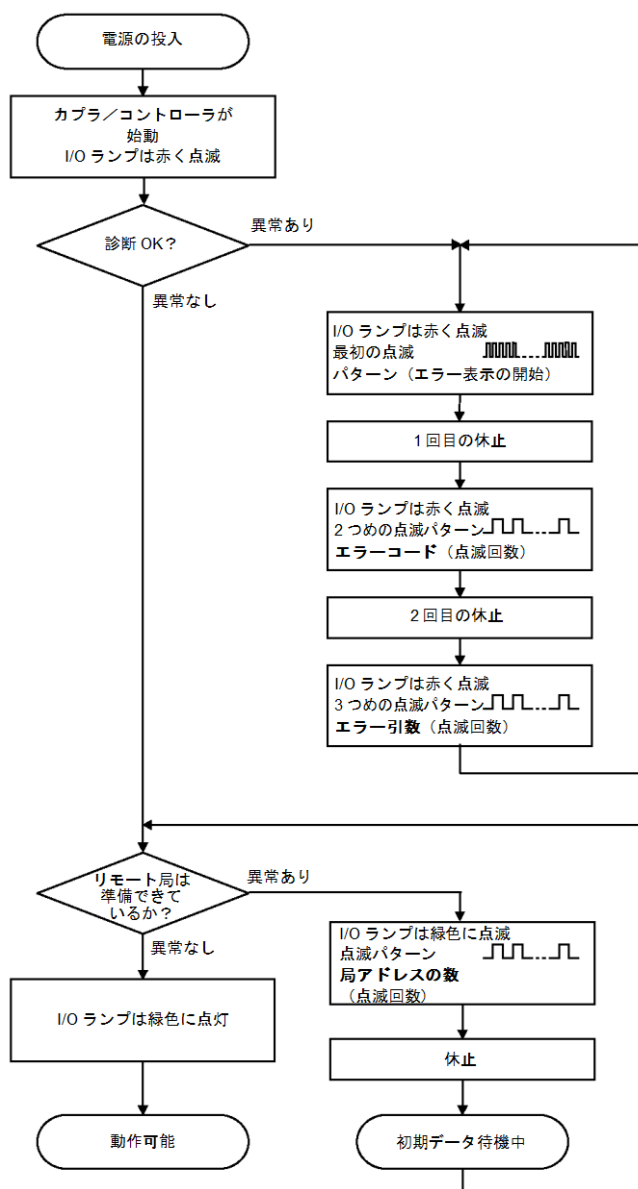 電源の投入
カプラ／コントローラが
始動
I/O ランプは赤く点滅
診断 OK？
異常あり
異常なし
I/O ランプは赤く点滅
最初の点滅
パターン（エラー表示の開始）
1 回目の休止
I/O ランプは赤く点滅
2 つめの点滅パターン
エラーコード（点滅回数）
2 回目の休止
I/O ランプは赤く点滅
3 つめの点滅パターン
エラー引数（点滅回数）
リモート局は
準備できて
いるか？
異常あり
異常なし
I/O ランプは緑色に点滅
点滅パターン
局アドレスの数
（点滅回数）
I/O ランプは緑色に点灯
休止
動作可能
初期データ待機中